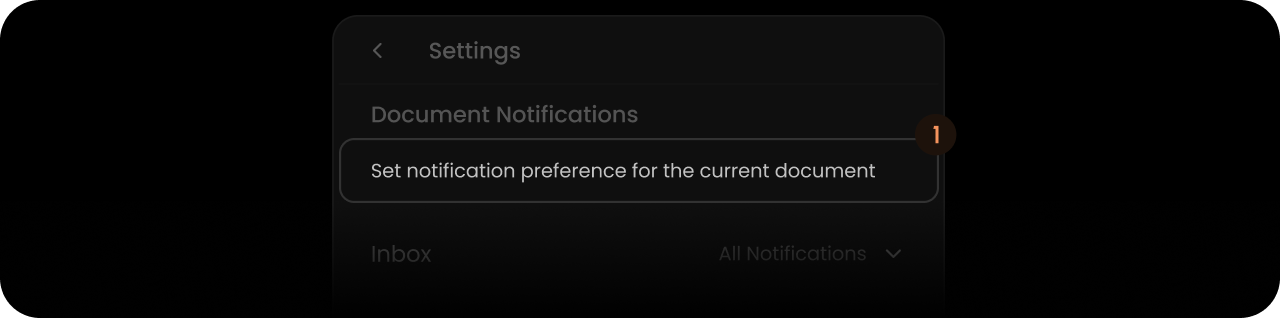 Settings
Document Notifications
1
Set notification preference for the current document
Inbox All Notifications